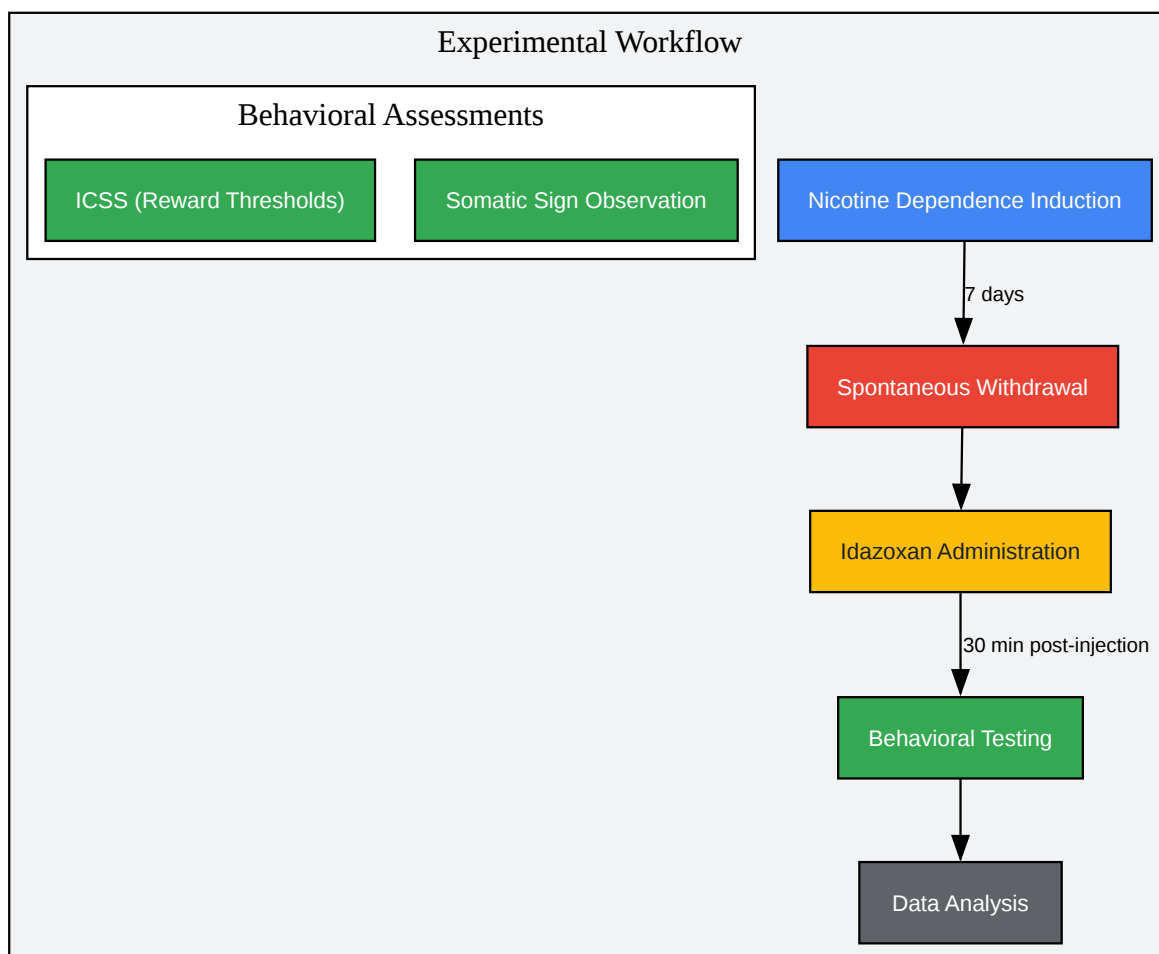 Experimental Workflow
Behavioral Assessments
ICSS (Reward Thresholds)
Somatic Sign Observation
Nicotine Dependence Induction
7 days
Spontaneous Withdrawal
Idazoxan Administration
30 min post-injection
Behavioral Testing
Data Analysis